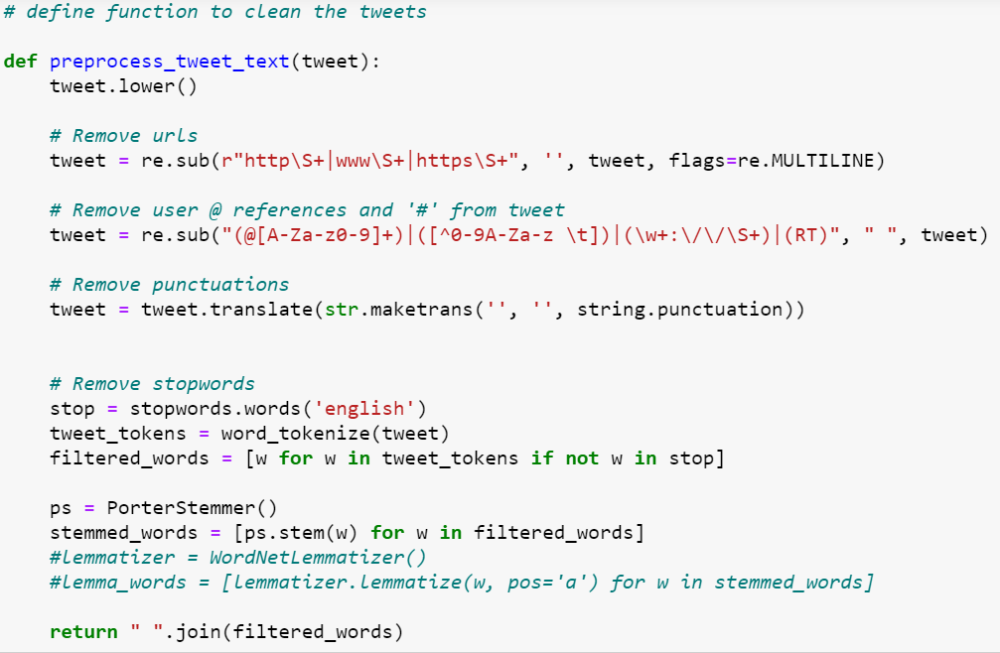 # define function to clean the tweets
def preprocess_tweet_text(tweet):
    tweet.lower()
    # Remove urls
    tweet = re.sub(r"http\S+|www\S+|https\S+", '', tweet, flags=re.MULTILINE)
    # Remove user @ references and '#' from tweet
    tweet = re.sub("(@[A-Za-z0-9]+)|([^0-9A-Za-z \t])|(\w+:\/\/\S+)|(RT)", " ", tweet)
    # Remove punctuations
    tweet = tweet.translate(str.maketrans('', '', string.punctuation))
    # Remove stopwords
    stop = stopwords.words('english')
    tweet_tokens = word_tokenize(tweet)
    filtered_words = [w for w in tweet_tokens if not w in stop]
    ps = PorterStemmer()
    stemmed_words = [ps.stem(w) for w in filtered_words]
    #lemmatizer = WordNetLemmatizer()
    #lemma_words = [lemmatizer.lemmatize(w, pos='a') for w in stemmed_words]
    return " ".join(filtered_words)